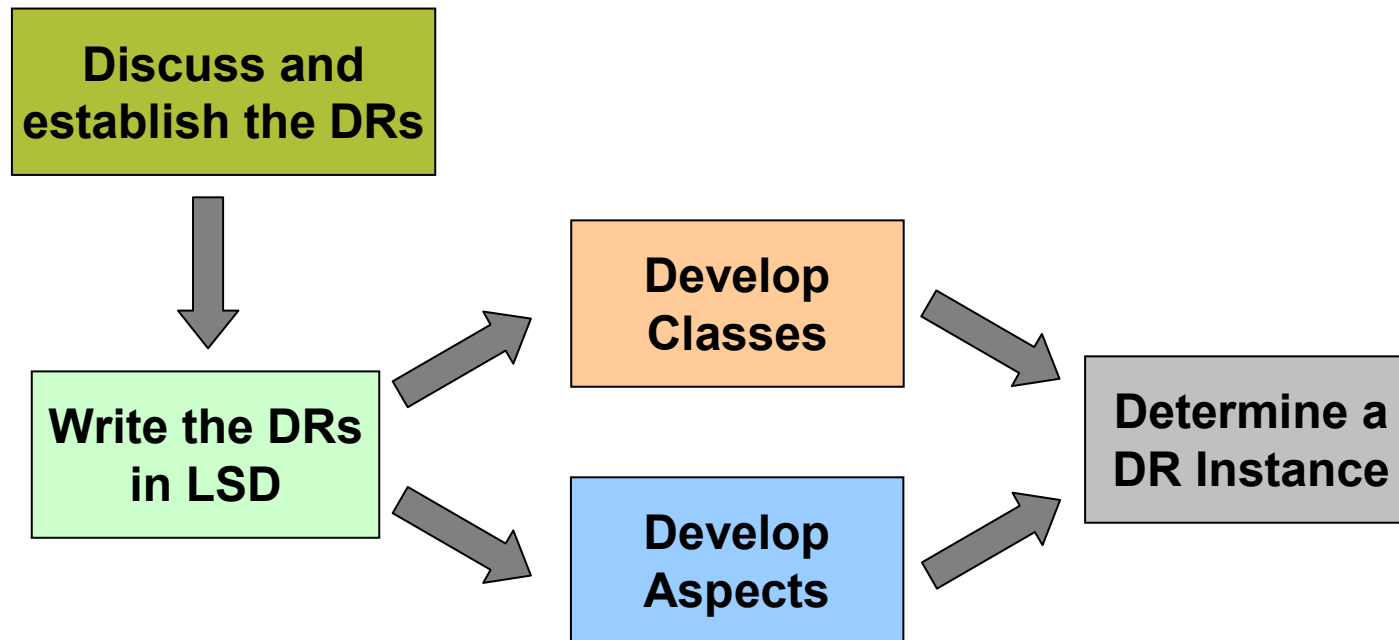 Discuss and
establish the DRs
Write the DRs
in LSD
Develop
Classes
Develop
Aspects
Determine a
DR Instance